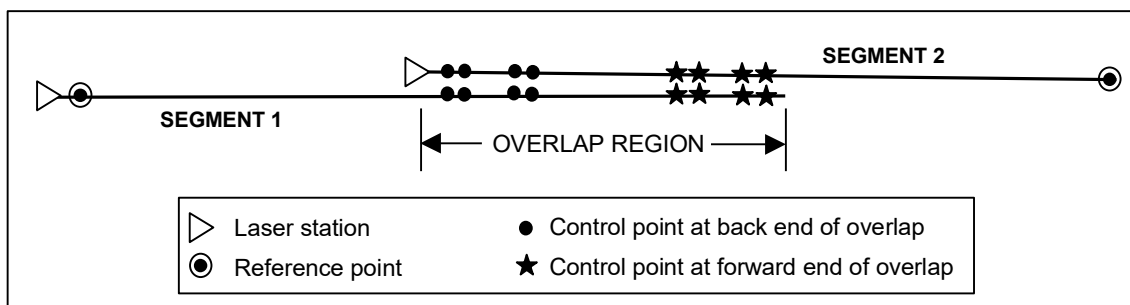 SEGMENT 2
SEGMENT 1
OVERLAP REGION
Laser station
Control point at back end of overlap
Reference point
Control point at forward end of overlap